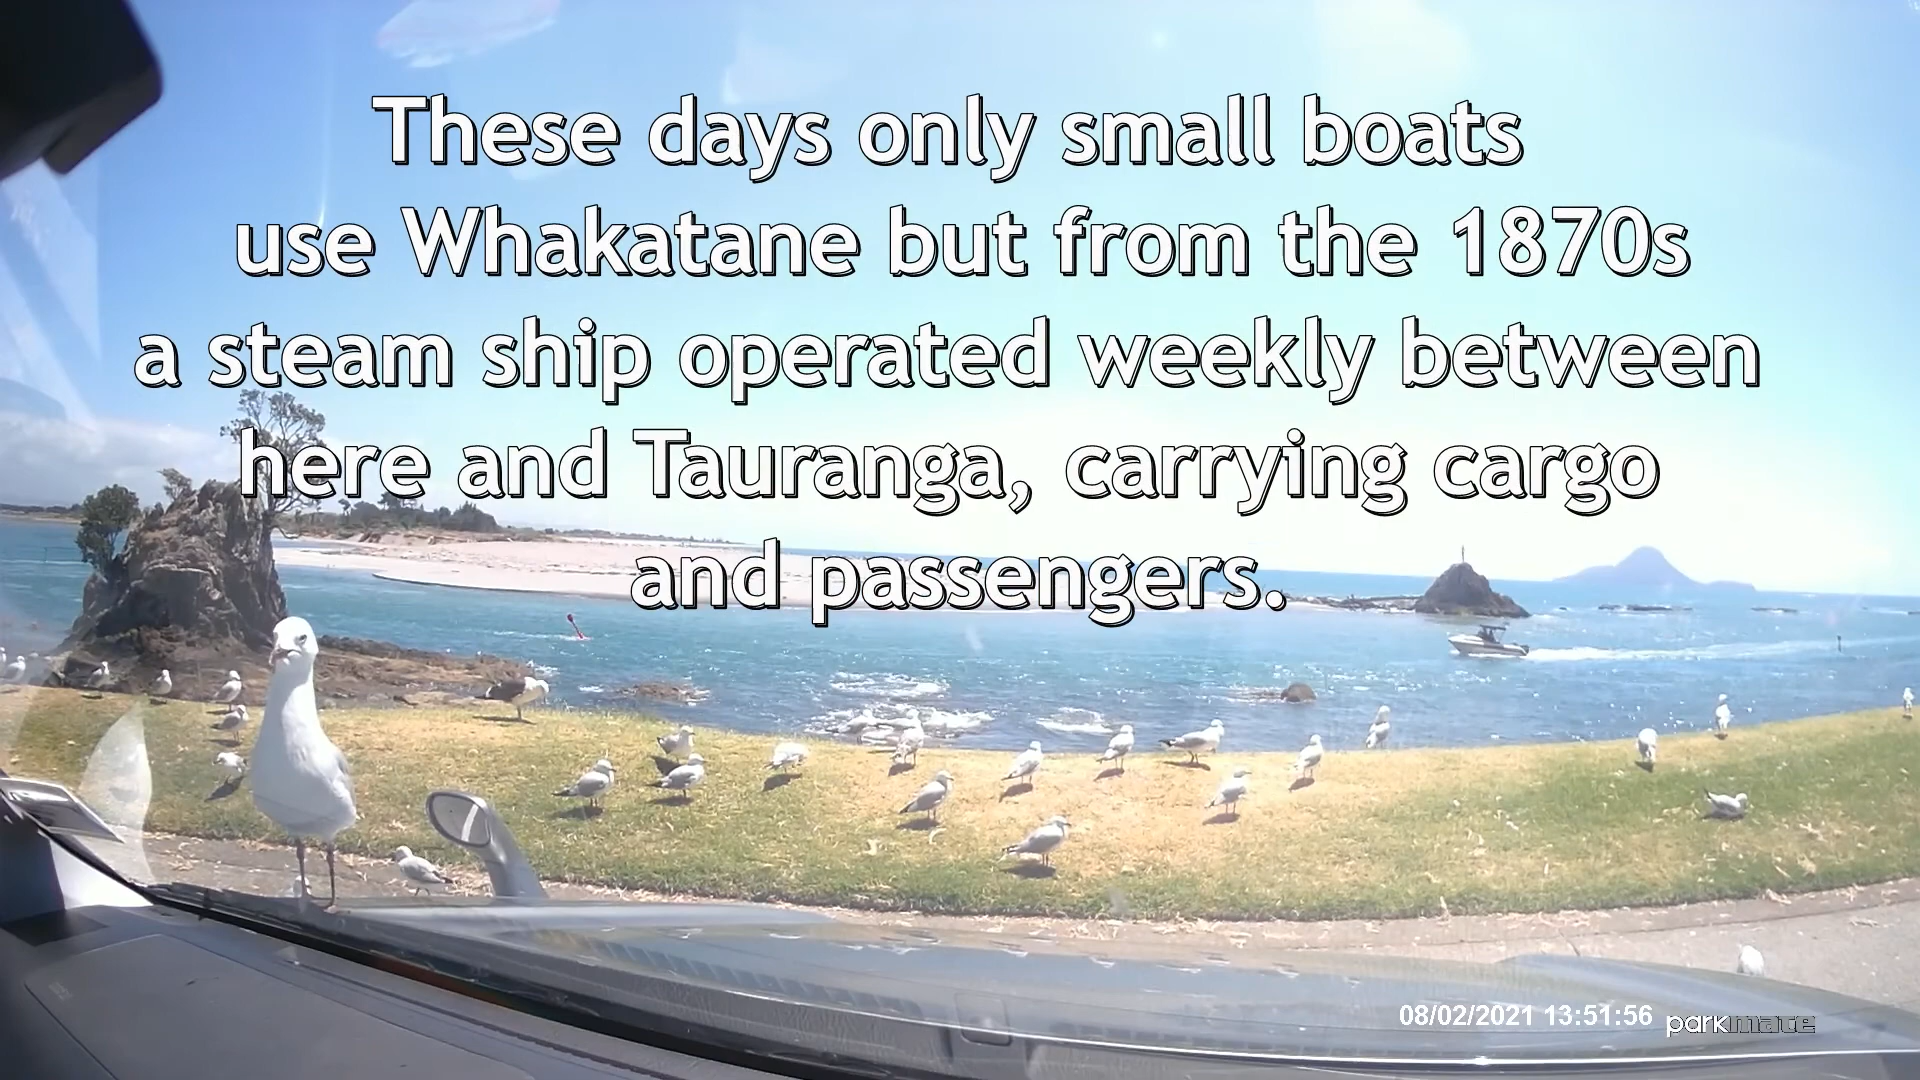 These days only small boats
use Whakatane but from the 1870s
a steam ship operated weekly between
here and Tauranga, carrying cargo
and passengers.
08/02/2021 13:51:56 parkmate